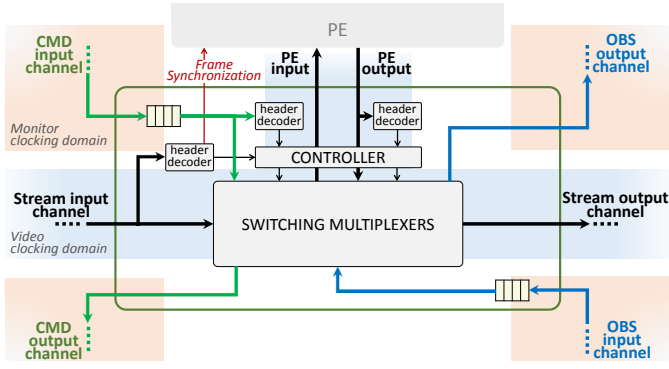 PE
CMD
input
channel
Frame
Synchronization
PE
input
PE
output
OBS
output
channel
header
decoder
header
decoder
Monitor
clocking domain
header
decoder
CONTROLLER
Stream input
channel
SWITCHING MULTIPLEXERS
Stream output
channel
Video
clocking domain
CMD
output
channel
OBS
input
channel